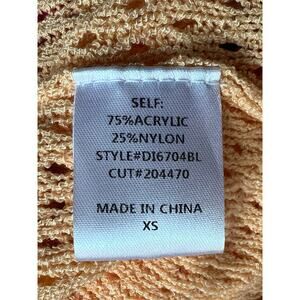 SELF:
75%ACRYLIC
25%NYLON
STYLE#DI6704BL
CUT#204470
MADE IN CHINA
XS